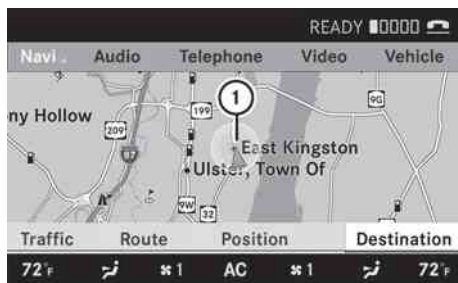 READY
Navi Audio Telephone Video Vehicle
9G
1
199
ny Hollow
209
87
East Kingston
Ulster, Town Of
9W
32
Traffic Route Position Destination
72°F 1 AC 1 72°F